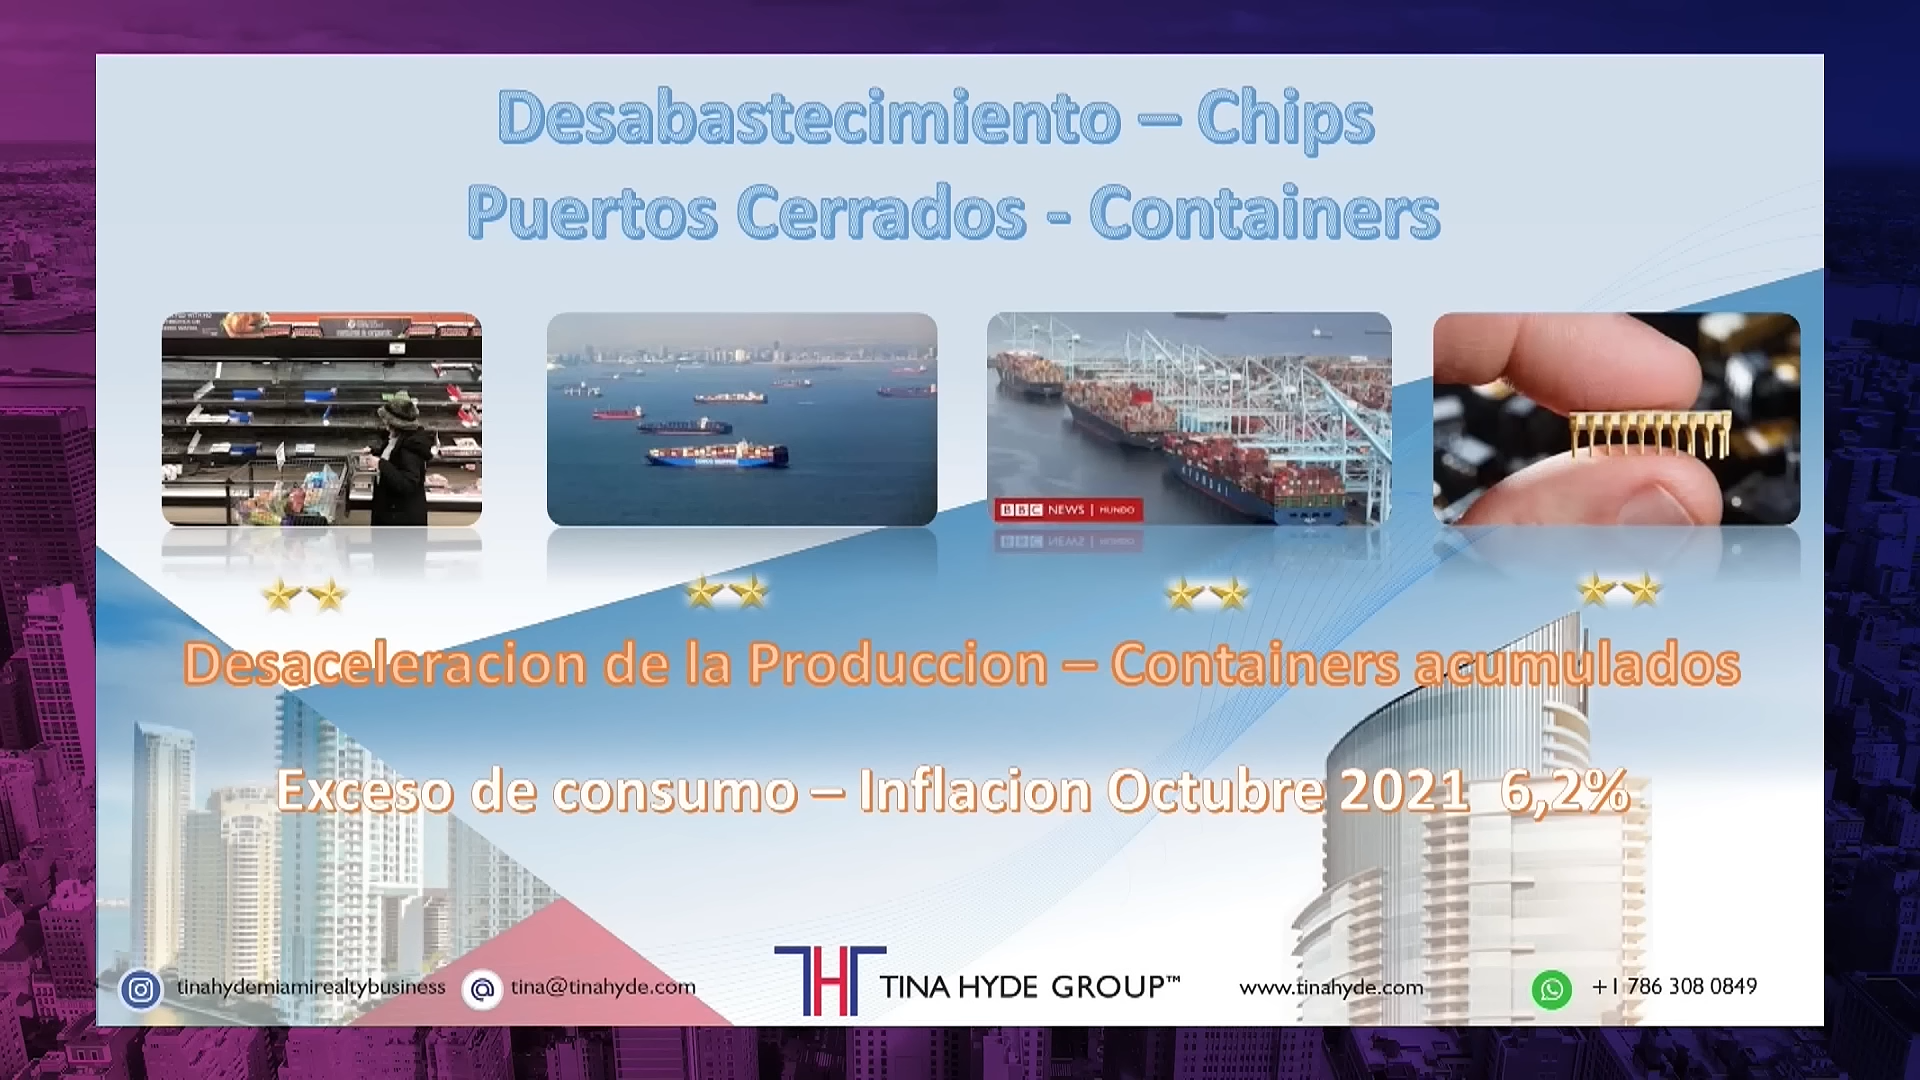 Desabastecimiento – Chips
Puertos Cerrados - Containers
BBC NEWS | MUNDO
Desaceleracion de la Produccion – Containers acumulados
Exceso de consumo – Inflacion Octubre 2021 6,2%
tinahydemiamirealtybusiness
tina@tinahyde.com
THT TINA HYDE GROUP™
www.tinahyde.com
+1 786 308 0849